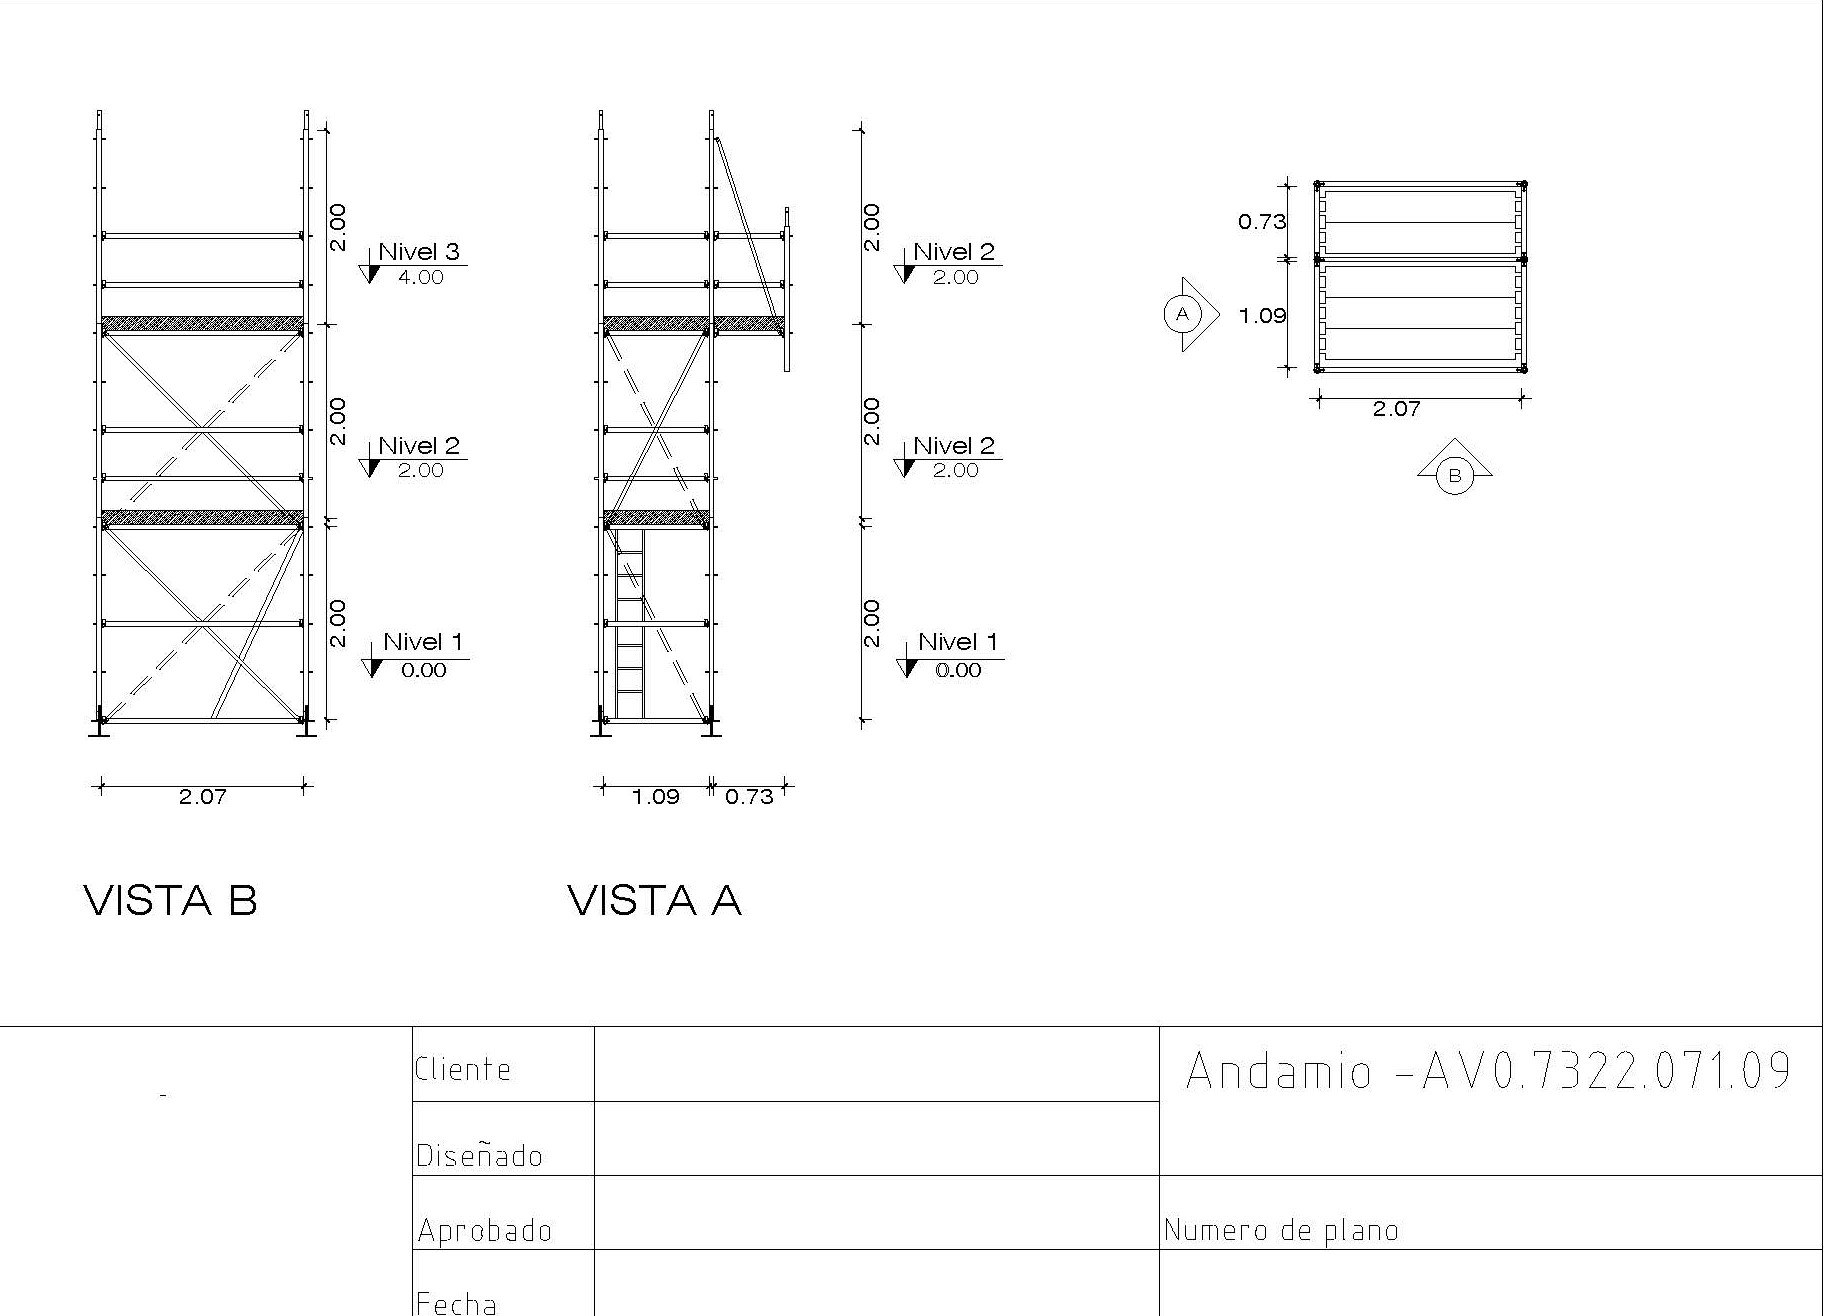 2.00
Nivel 3
4.00
2.00
Nivel 2
2.00
2.00
Nivel 1
0.00
2.07
VISTA B
2.00
Nivel 2
2.00
2.00
Nivel 2
2.00
2.00
Nivel 1
0.00
1.09 0.73
VISTA A
0.73
A
1.09
2.07
B
-
Cliente
Andamio -AV0.7322.071.09
Diseñado
Aprobado
Numero de plano
Fecha